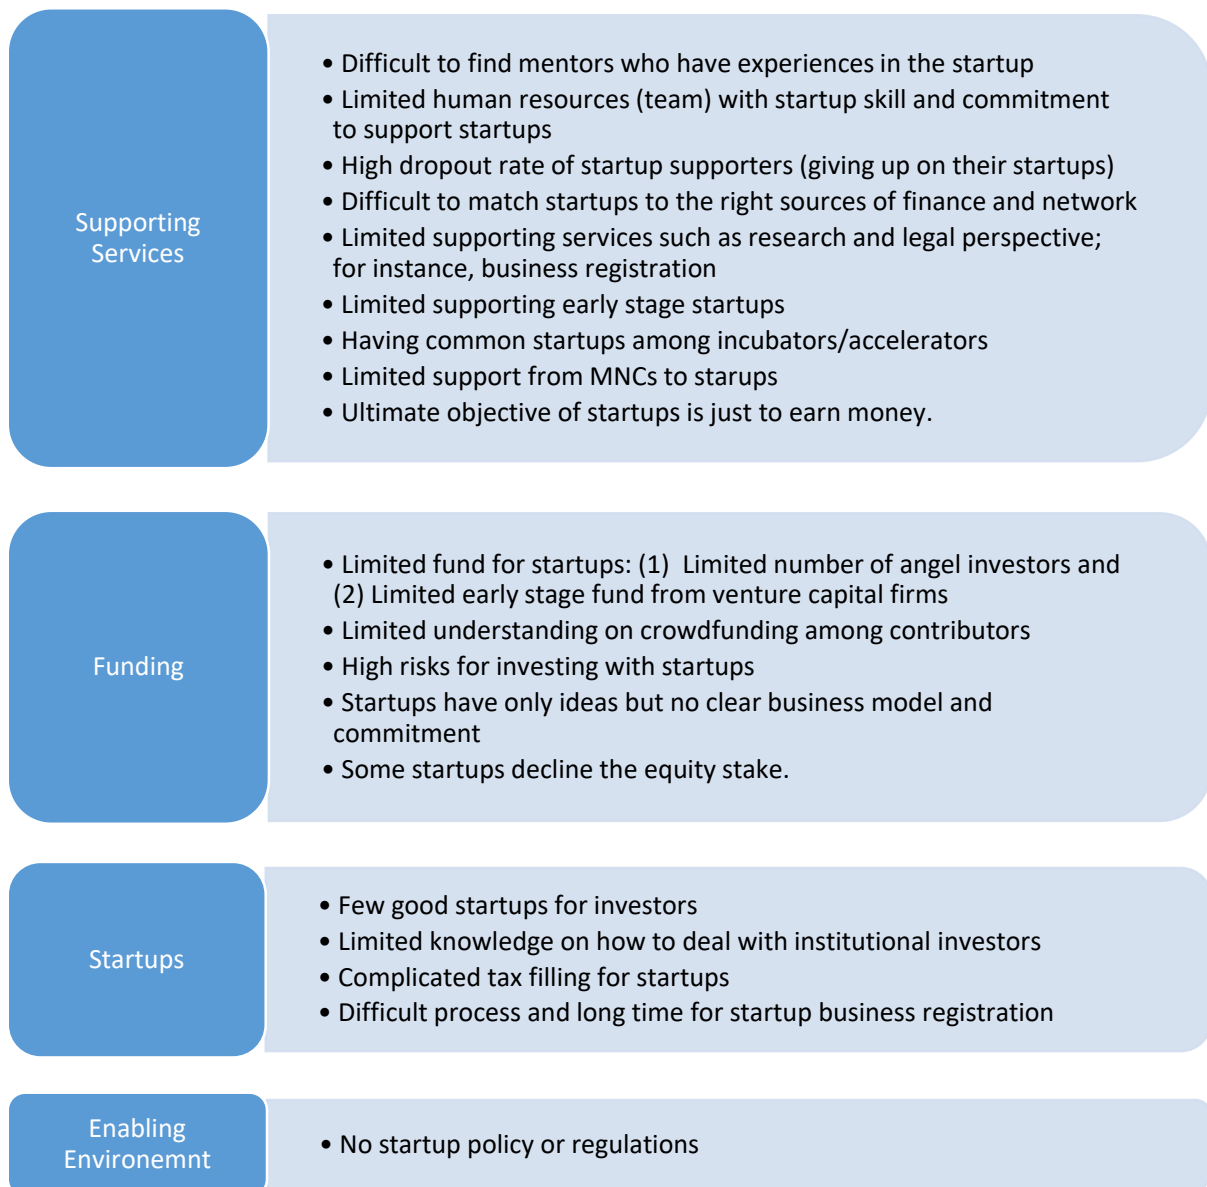 Supporting
Services
• Difficult to find mentors who have experiences in the startup
• Limited human resources (team) with startup skill and commitment
to support startups
• High dropout rate of startup supporters (giving up on their startups)
• Difficult to match startups to the right sources of finance and network
• Limited supporting services such as research and legal perspective;
for instance, business registration
• Limited supporting early stage startups
• Having common startups among incubators/accelerators
• Limited support from MNCs to starups
• Ultimate objective of startups is just to earn money.
Funding
• Limited fund for startups: (1)  Limited number of angel investors and
(2) Limited early stage fund from venture capital firms
• Limited understanding on crowdfunding among contributors
• High risks for investing with startups
• Startups have only ideas but no clear business model and
commitment
• Some startups decline the equity stake.
Startups
• Few good startups for investors
• Limited knowledge on how to deal with institutional investors
• Complicated tax filling for startups
• Difficult process and long time for startup business registration
Enabling
Environemnt
• No startup policy or regulations